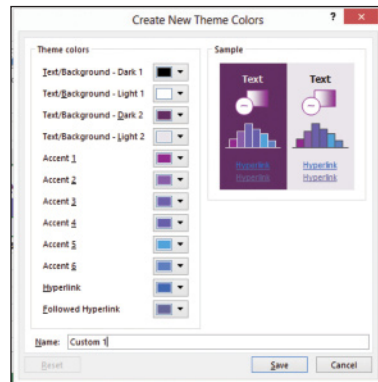 Create New Theme Colors
? ×
Theme colors
Sample
Text/Background - Dark 1
Text/Background - Light 1
Text/Background - Dark 2
Text/Background - Light 2
Accent 1
Accent 2
Accent 3
Accent 4
Accent 5
Accent 6
Hyperlink
Followed Hyperlink
Text Text
Hyperlink Hyperlink
Hyperlink Hyperlink
Name: Custom 1
Reset Save Cancel